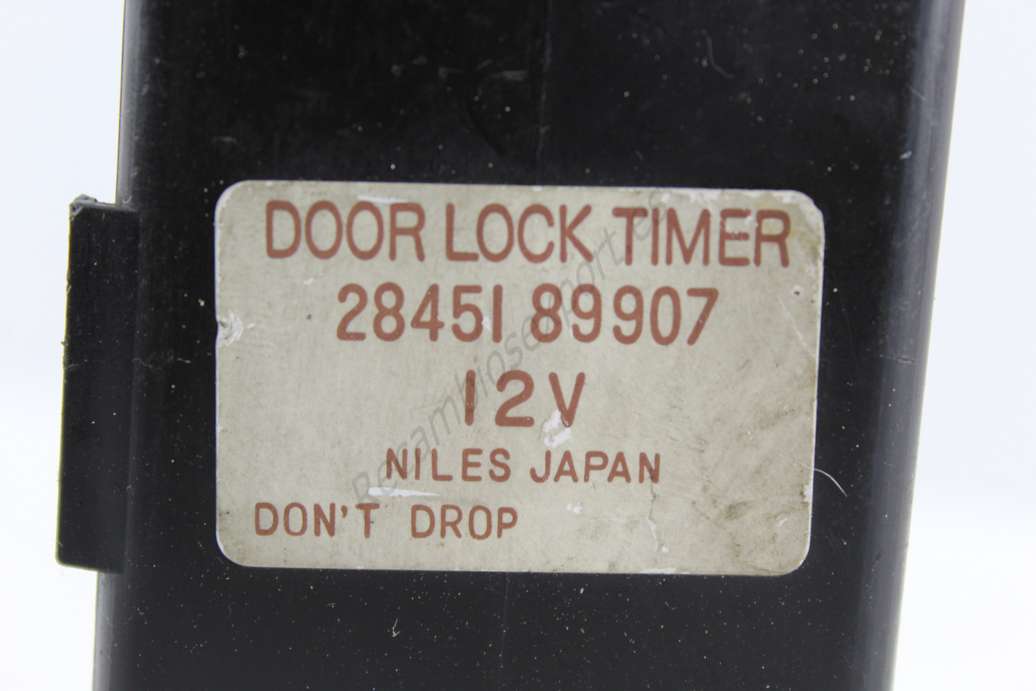 DOOR LOCK TIMER
28451 89907
12V
NILES JAPAN
DON'T DROP